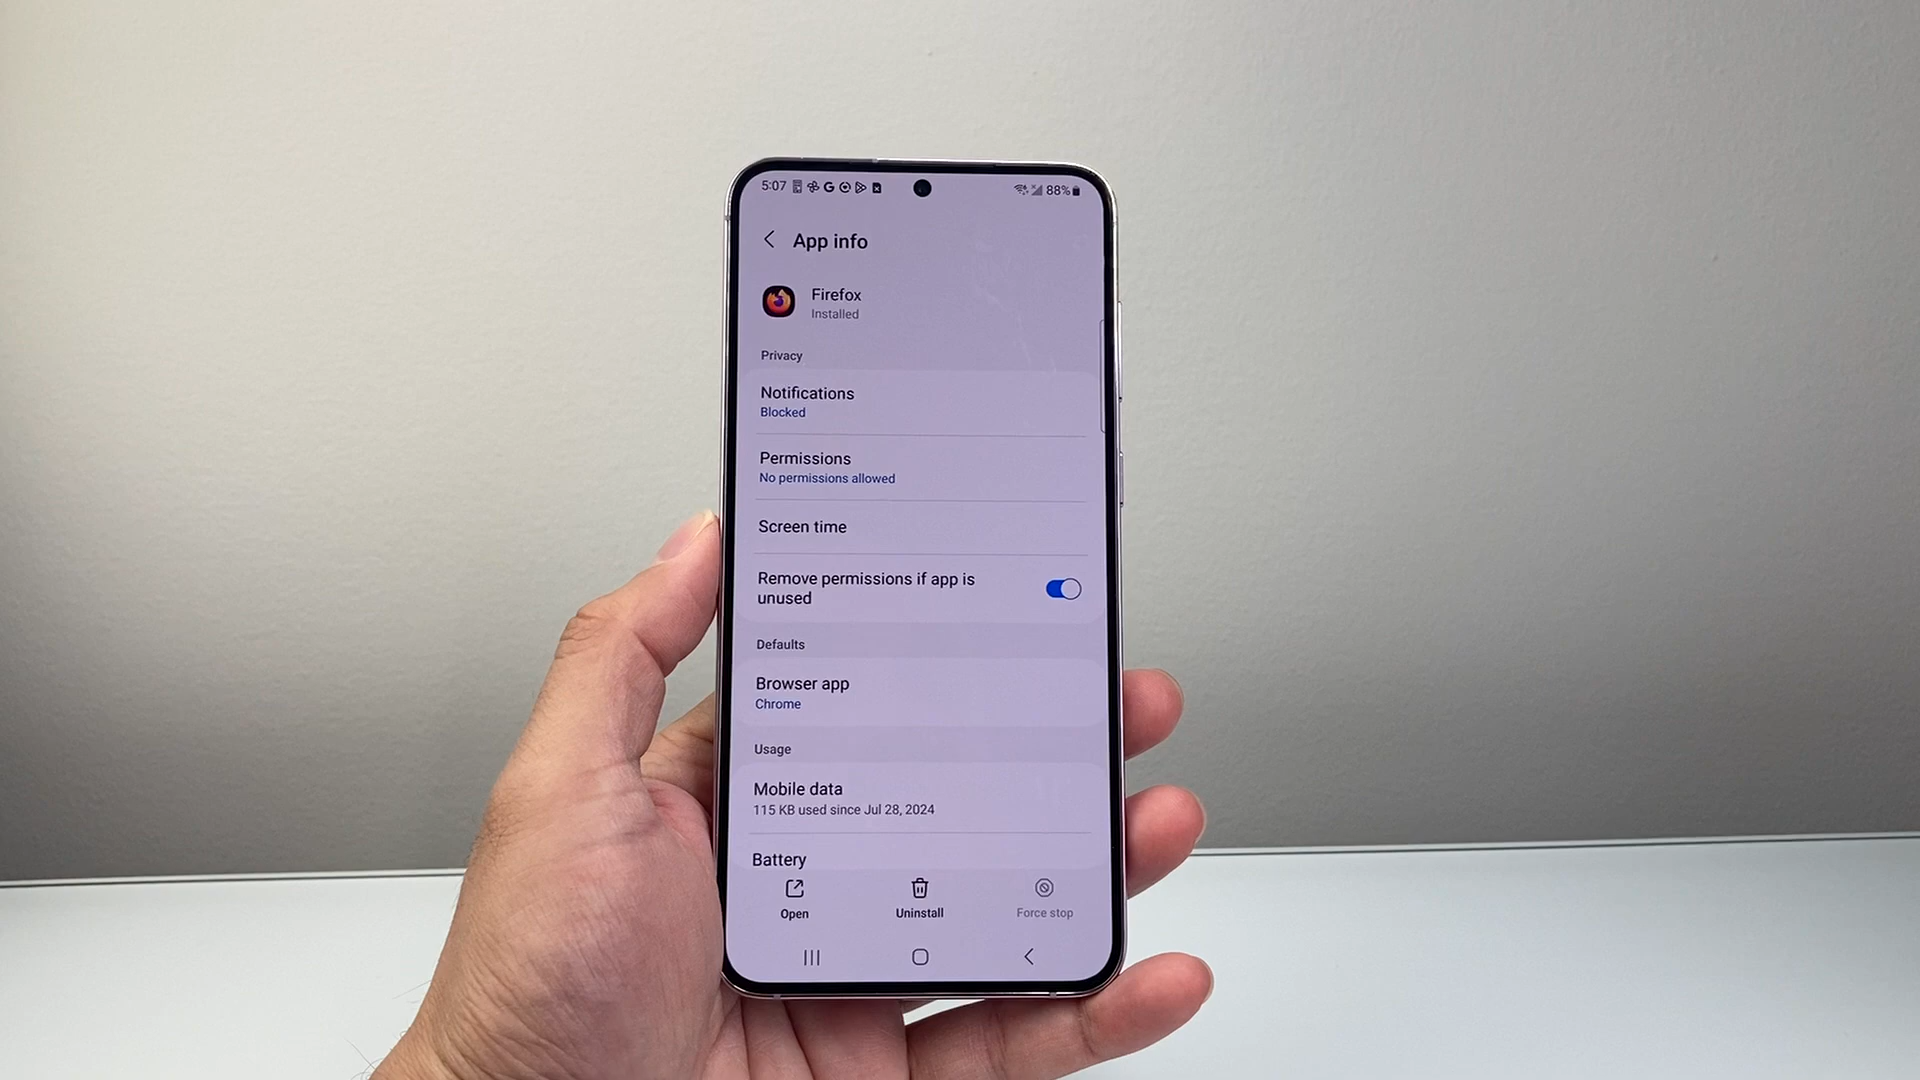 5:07 G 88%
App info
Firefox
Installed
Privacy
Notifications
Blocked
Permissions
No permissions allowed
Screen time
Remove permissions if app is
unused
Defaults
Browser app
Chrome
Usage
Mobile data
115 KB used since Jul 28, 2024
Battery
Open Uninstall Force stop